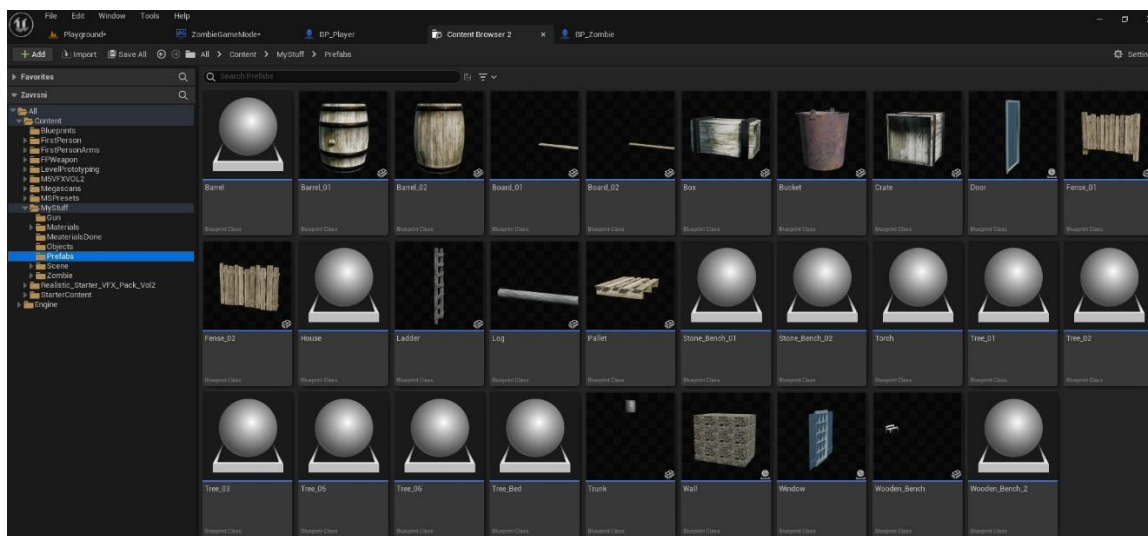 File Edit Window Tools Help
Playground• ZombieGameMode• BP_Player Content Browser 2 × BP_Zombie
+ Add Import Save All All > Content > MyStuff > Prefabs Settin
Favorites Search Prefabs
Zavrsni
All
Content
Blueprints
FirstPerson
FirstPersonArms
FPWeapon
LevelPrototyping
MSVFXVOL2
Megascans
MSPresets
MyStuff
Gun
Materials
MeaterialsDone
Objects
Prefabs
Scene
Zombie
Realistic_Starter_VFX_Pack_Vol2
StarterContent
Engine
Barrel Barrel_01 Barrel_02 Board_01 Board_02 Box Bucket Crate Door Fense_01
Blueprint Class Blueprint Class Blueprint Class Blueprint Class Blueprint Class Blueprint Class Blueprint Class Blueprint Class Blueprint Class Blueprint Class
Fense_02 House Ladder Log Pallet Stone_Bench_01 Stone_Bench_02 Torch Tree_01 Tree_02
Blueprint Class Blueprint Class Blueprint Class Blueprint Class Blueprint Class Blueprint Class Blueprint Class Blueprint Class Blueprint Class Blueprint Class
Tree_03 Tree_05 Tree_06 Tree_Bed Trunk Wall Window Wooden_Bench Wooden_Bench_2
Blueprint Class Blueprint Class Blueprint Class Blueprint Class Blueprint Class Blueprint Class Blueprint Class Blueprint Class Blueprint Class